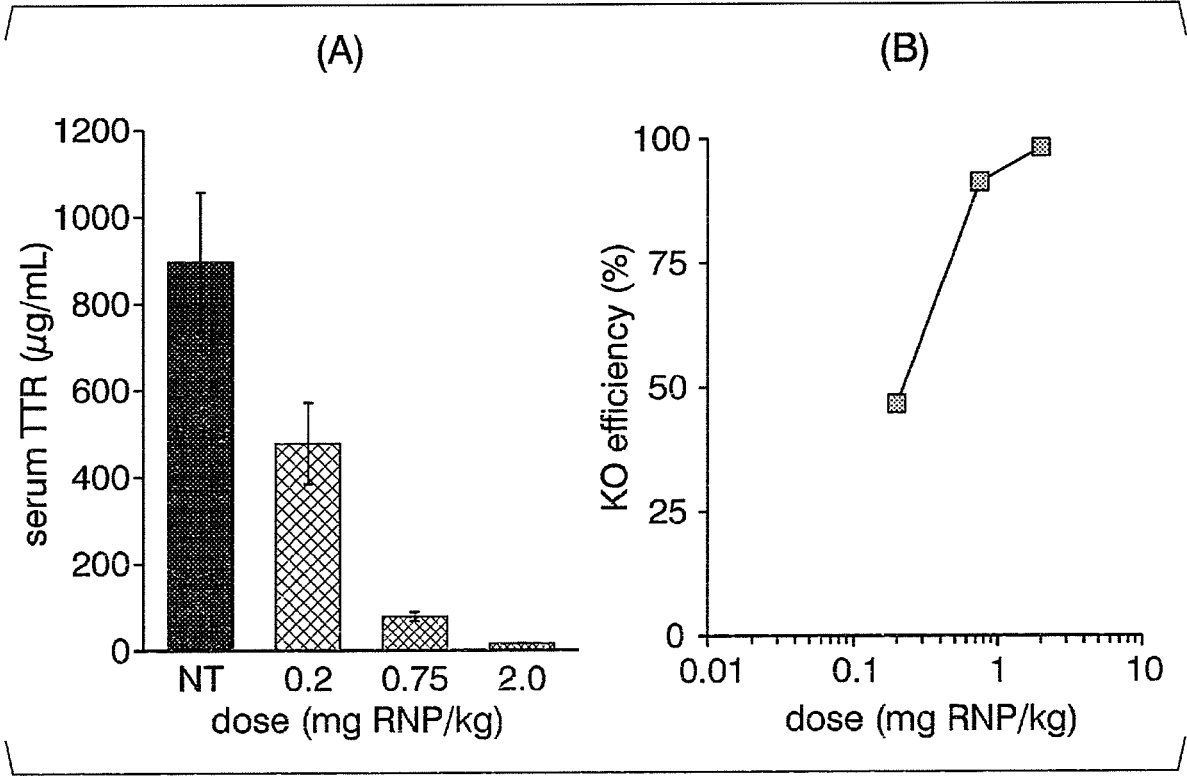 (A)
1200
1000
800
600
400
200
0
serum TTR (µg/mL)
NT 0.2 0.75 2.0
dose (mg RNP/kg)
(B)
100
75
50
25
0
KO efficiency (%)
0.01 0.1 1 10
dose (mg RNP/kg)